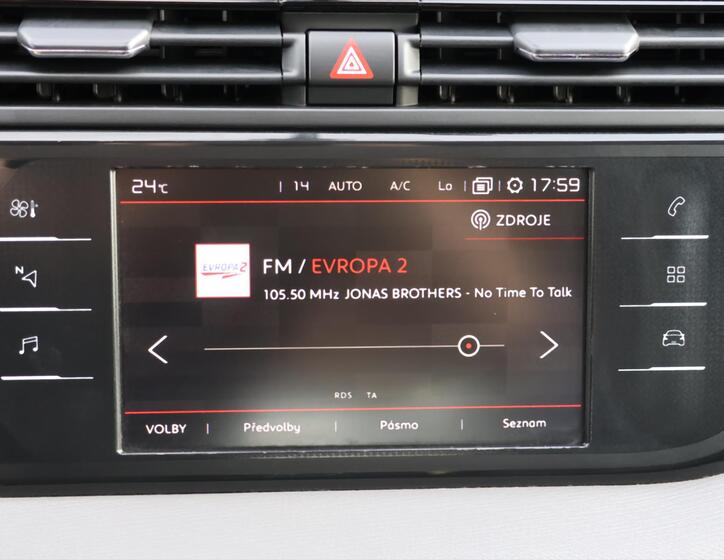 24°C | 14 AUTO A/C Lo | | 17:59
ZDROJE
EVROPA 2
FM / EVROPA 2
105.50 MHz JONAS BROTHERS - No Time To Talk
N
RDS TA
VOLBY | Předvolby | Pásmo | Seznam